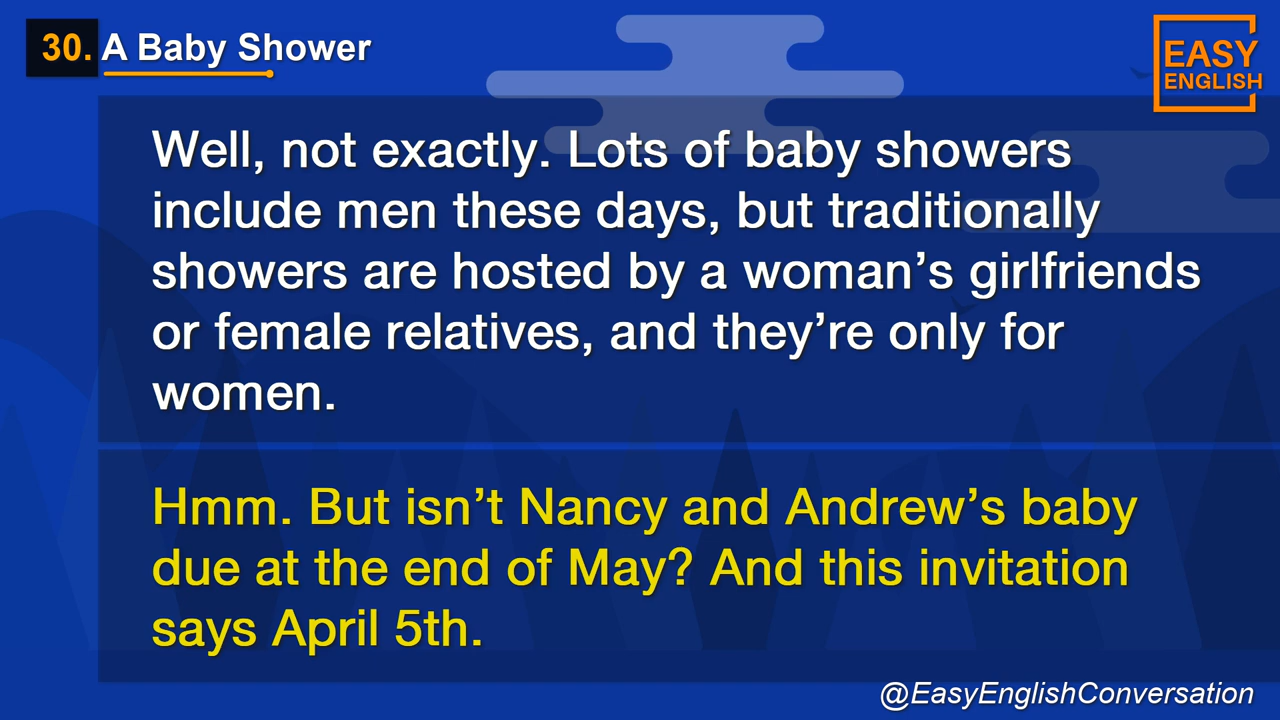 30. A Baby Shower
EASY
ENGLISH
Well, not exactly. Lots of baby showers
include men these days, but traditionally
showers are hosted by a woman’s girlfriends
or female relatives, and they’re only for
women.
Hmm. But isn’t Nancy and Andrew’s baby
due at the end of May? And this invitation
says April 5th.
@EasyEnglishConversation